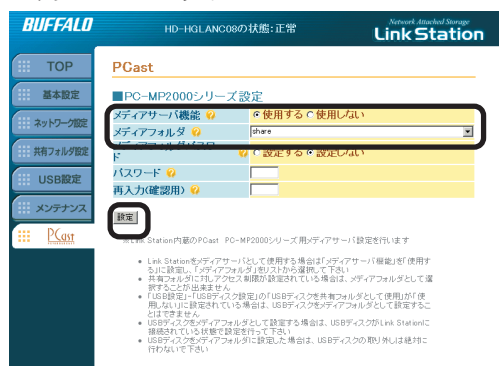 BUFFALO
HD-HGLANC08の状態:正常
Network Attached Storage
Link Station
TOP
基本設定
ネットワーク設定
共有フォルダ設定
USB設定
メンテナンス
PCast
PCast
■PC-MP2000シリーズ設定
メディアサーバ機能 使用する 使用しない
メディアフォルダ share
設定する 設定しない
パスワード
再入力(確認用)
設定
Link Station内蔵のPCast PC-MP2000シリーズ用メディアサーバ設定を行います
• Link Stationをメディアサーバとして使用する場合は「メディアサーバ機能」を「使用す
る」に設定し、「メディアフォルダ」をリストから選択して下さい
• 共有フォルダに対しアクセス制限が設定されている場合は、メディアフォルダとして選
択することが出来ません
• 「USB設定」-「USBディスク設定」の「USBディスクを共有フォルダとして使用」が「使
用しない」に設定されている場合は、USBディスクをメディアフォルダとして設定するこ
とはできません
• USBディスクをメディアフォルダとして設定する場合は、USBディスクがLink Stationに
接続されている状態で設定を行って下さい
• USBディスクをメディアフォルダに設定した場合は、USBディスクの取り外しは絶対に
行わないで下さい